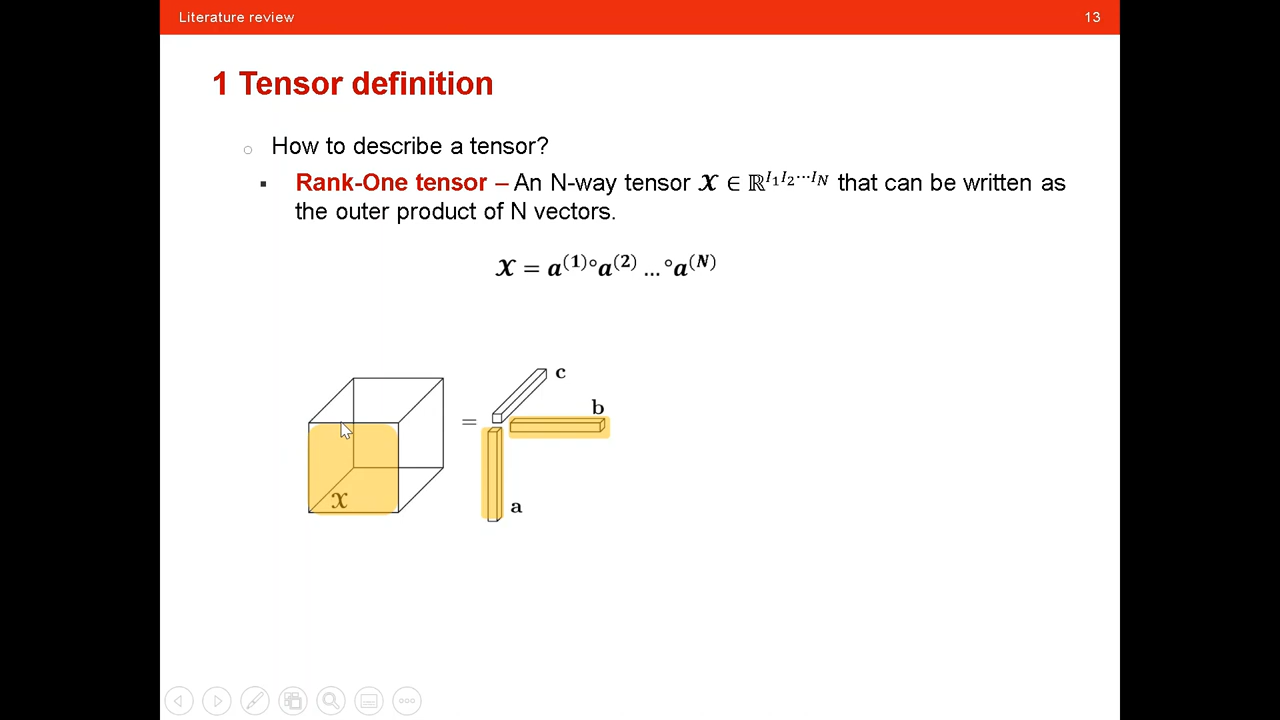 Literature review 13
1 Tensor definition
How to describe a tensor?
Rank-One tensor – An N-way tensor 𝓧 ∈ ℝ^{I₁I₂⋯I_N} that can be written as
the outer product of N vectors.
𝓧 = a^{(1)}∘a^{(2)} …∘a^{(N)}
c
b
=
𝒳
a